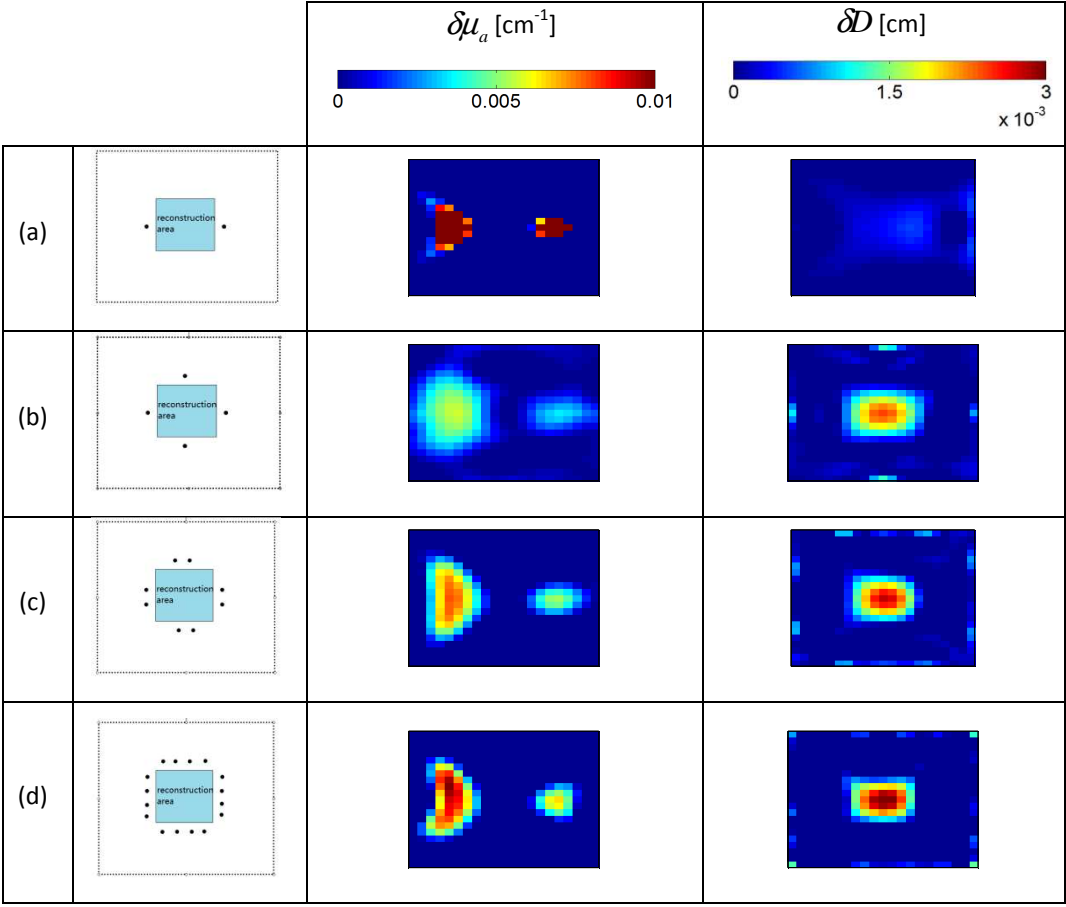 δμa [cm-1]
0 0.005 0.01
δD [cm]
0 1.5 3
x 10-3
(a)
reconstruction
area
(b)
reconstruction
area
(c)
reconstruction
area
(d)
reconstruction
area